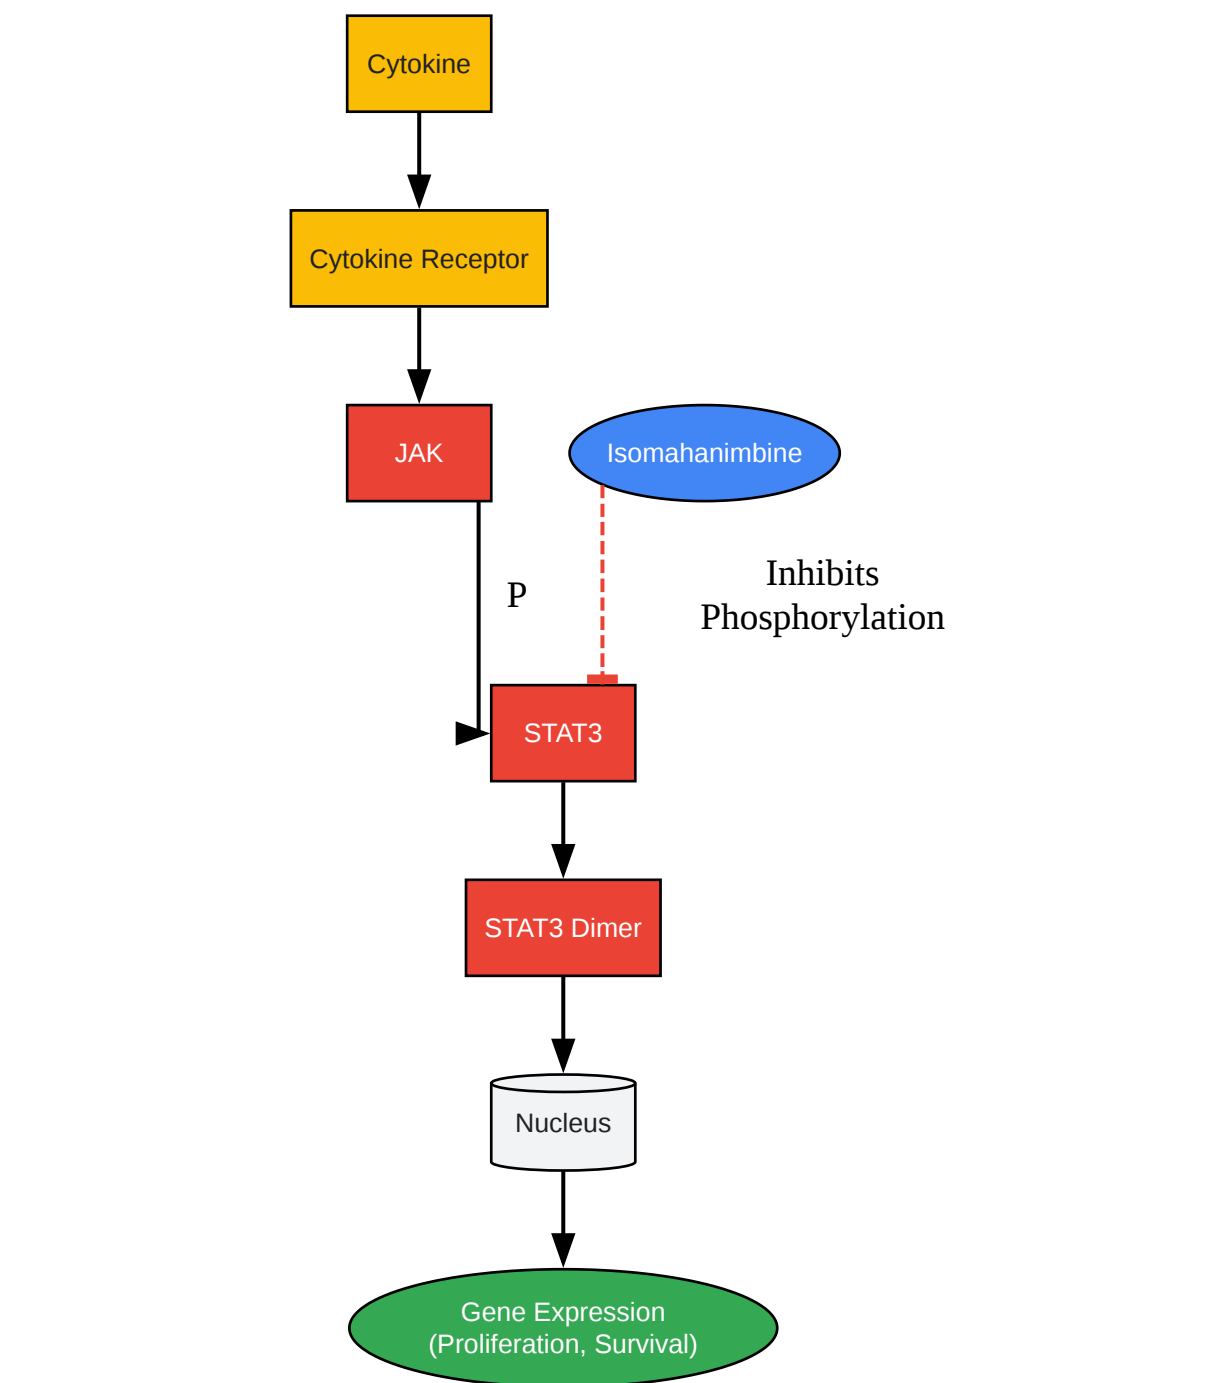 Cytokine
Cytokine Receptor
JAK
Isomahanimbine
P
Inhibits
Phosphorylation
STAT3
STAT3 Dimer
Nucleus
Gene Expression
(Proliferation, Survival)